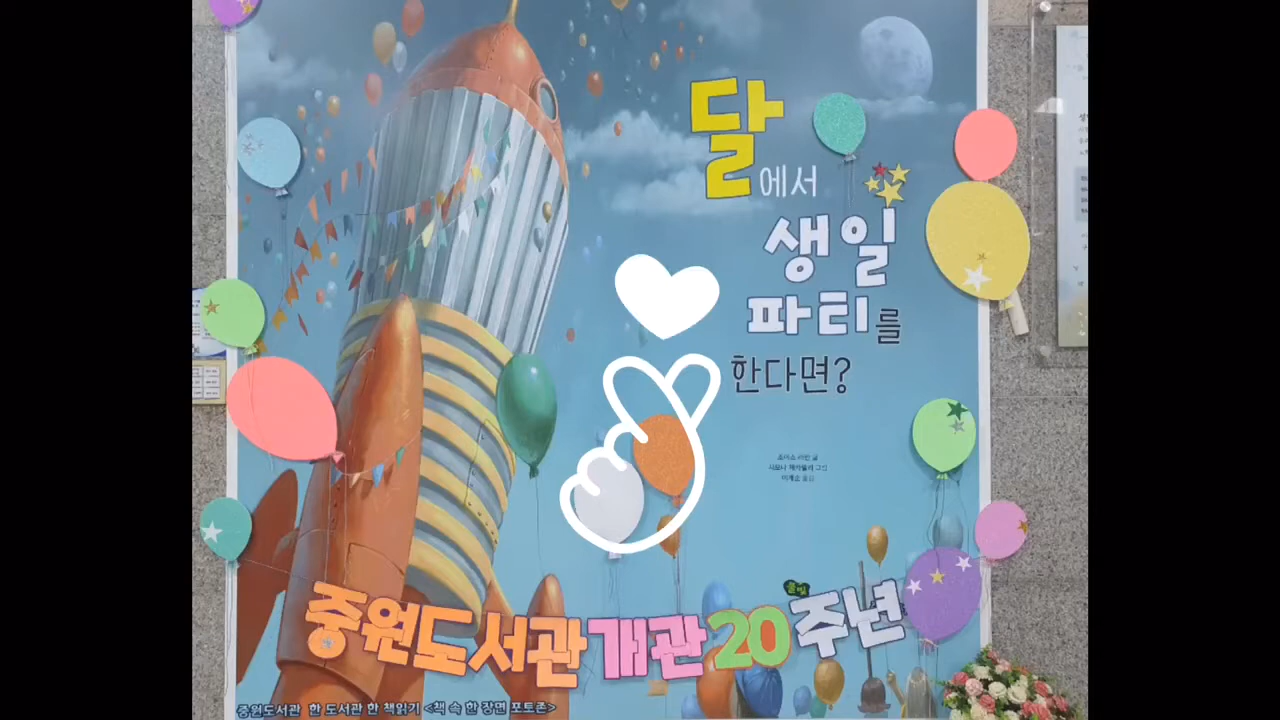 달에서
생일
파티를
한다면?
중원도서관 개관 20주년
중원도서관 한 도서관 한 책읽기 <책 속 한 장면 포토존>